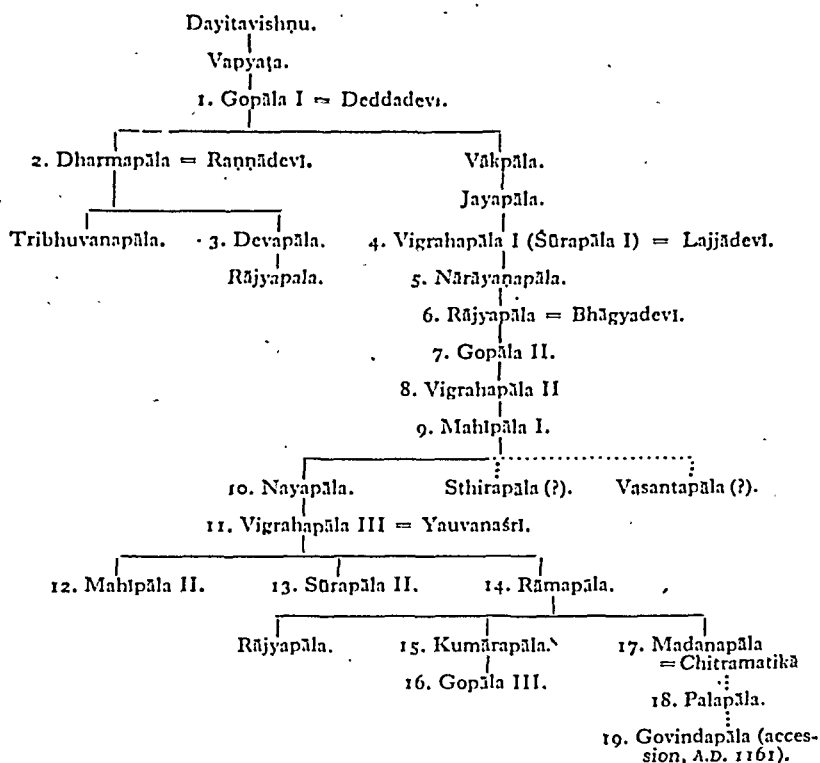 Dayitavishṇu.
Vapyaṭa.
1. Gopāla I = Deddadevī.
2. Dharmapāla = Raṇṇādevī. Vākpāla.
Jayapāla.
Tribhuvanapāla. 3. Devapāla. 4. Vigrahapāla I (Śūrapāla I) = Lajjādevī.
Rājyapala. 5. Nārāyaṇapāla.
6. Rājyapāla = Bhāgyadevī.
7. Gopāla II.
8. Vigrahapāla II
9. Mahīpāla I.
10. Nayapāla. Sthirapāla (?). Vasantapāla (?).
11. Vigrahapāla III = Yauvanaśrī.
12. Mahīpāla II. 13. Sūrapāla II. 14. Rāmapāla.
Rājyapāla. 15. Kumārapāla. 17. Madanapāla
= Chitramatikā
16. Gopāla III.
18. Palapāla.
19. Govindapāla (acces-
sion, A.D. 1161).